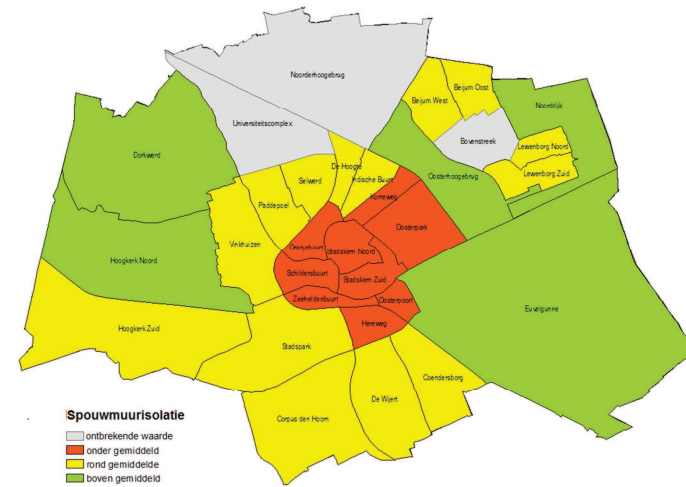 Noorderhoogebrug
Beijum Oost
Beijum West
Noorddijk
Universiteitscomplex
Bovenstreek
Lewenborg Noord
Dorkwerd
De Hoogte
Lewenborg Zuid
Selwerd
Indische Buurt
Oosterhoogebrug
Korreweg
Paddepoel
Oosterpark
Vinkhuizen
Oranjebuurt
Stadskern Noord
Hoogkerk Noord
Schildersbuurt
Stadskern Zuid
Zeeheldenbuurt
Oosterpoort
Euvelgunne
Hereweg
Hoogkerk Zuid
Stadspark
Coendersborg
De Wijert
Corpus den Hoorn
Spouwmuurisolatie
ontbrekende waarde
onder gemiddeld
rond gemiddelde
boven gemiddeld